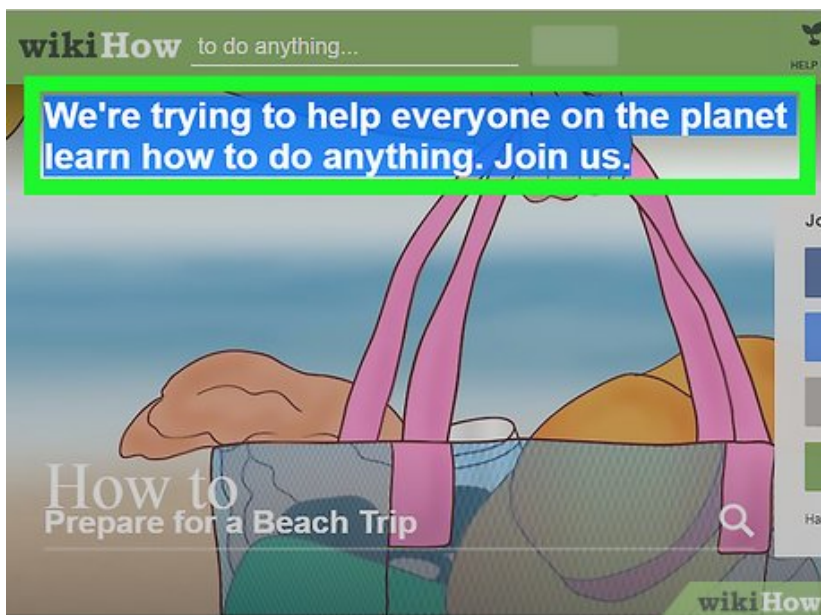 wikiHow to do anything...
HELP
We're trying to help everyone on the planet
learn how to do anything. Join us.
How to
Prepare for a Beach Trip
wikiHow